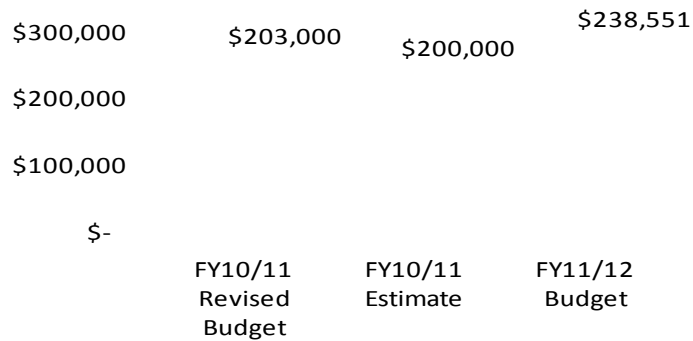 $238,551
$300,000
$203,000
$200,000
$200,000
$100,000
$-
FY10/11 FY10/11 FY11/12
Revised Estimate Budget
Budget